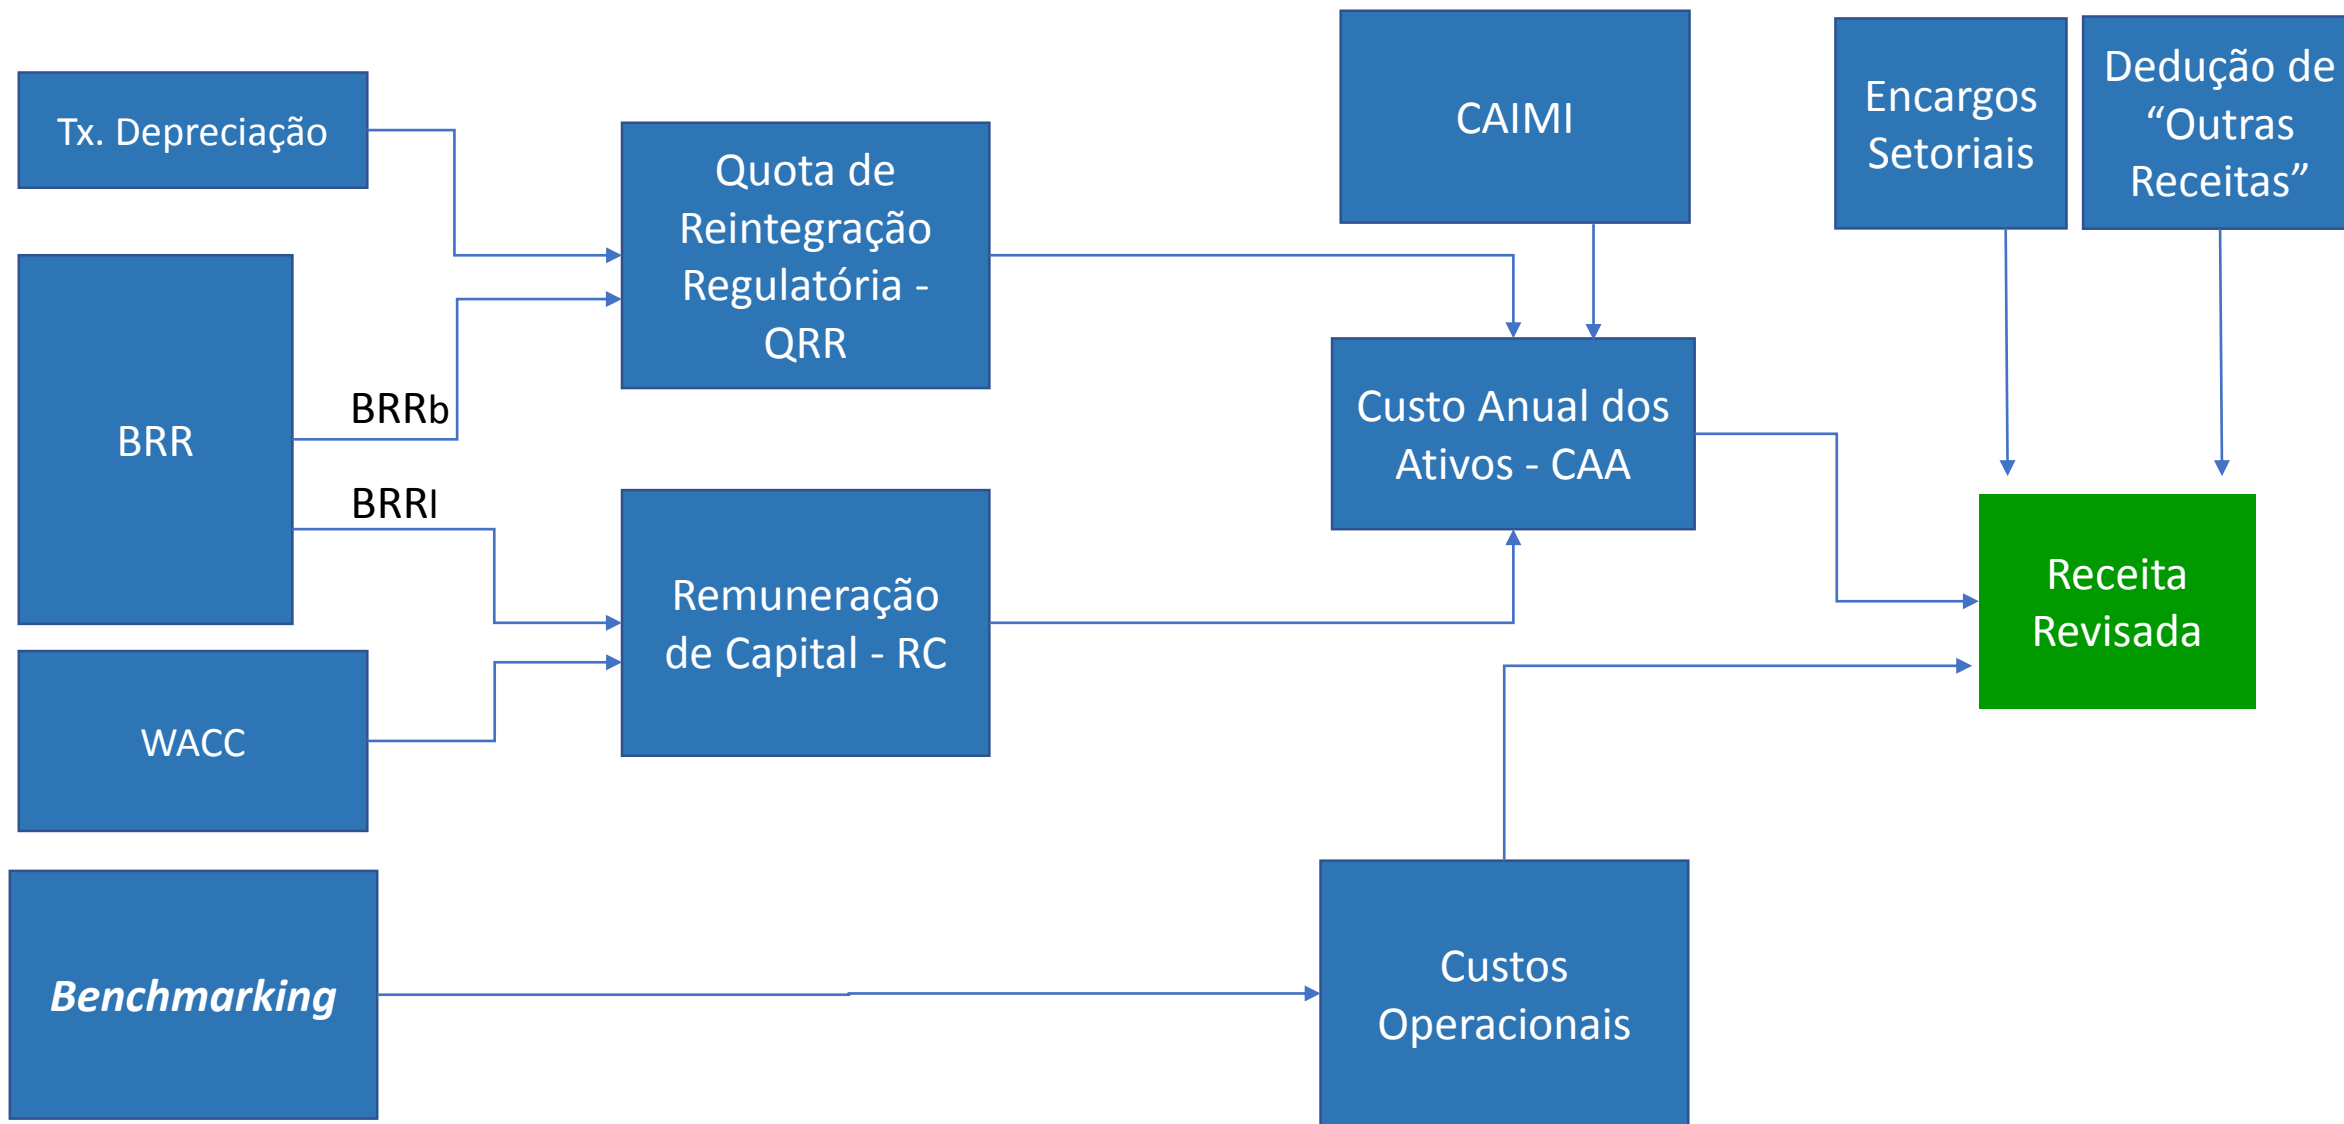 Tx. Depreciação
BRR
WACC
Benchmarking
BRRb
BRRl
Quota de
Reintegração
Regulatória -
QRR
Remuneração
de Capital - RC
CAIMI
Custo Anual dos
Ativos - CAA
Custos
Operacionais
Encargos
Setoriais
Dedução de
“Outras
Receitas”
Receita
Revisada